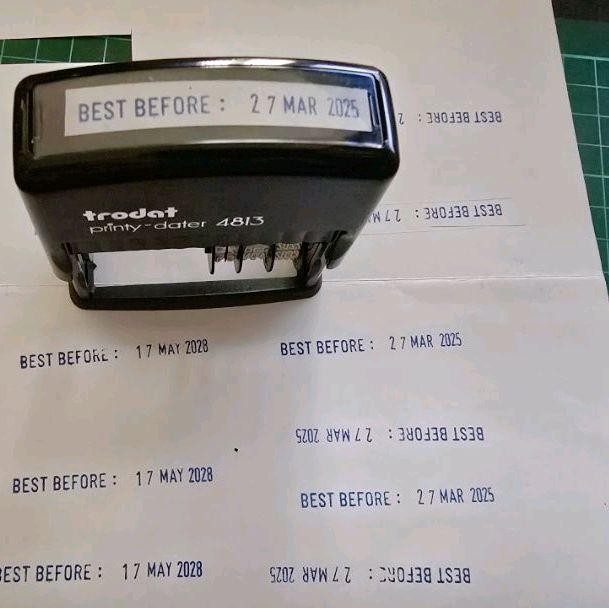 BEST BEFORE : 27 MAR 2025
trodat
printy-dater 4813
BEST BEFORE : 2
BEST BEFORE : 27 M
BEST BEFORE : 17 MAY 2028
BEST BEFORE : 27 MAR 2025
BEST BEFORE : 27 MAR 2025
BEST BEFORE : 17 MAY 2028
BEST BEFORE : 27 MAR 2025
BEST BEFORE : 17 MAY 2028
BEST BEFORE : 27 MAR 2025